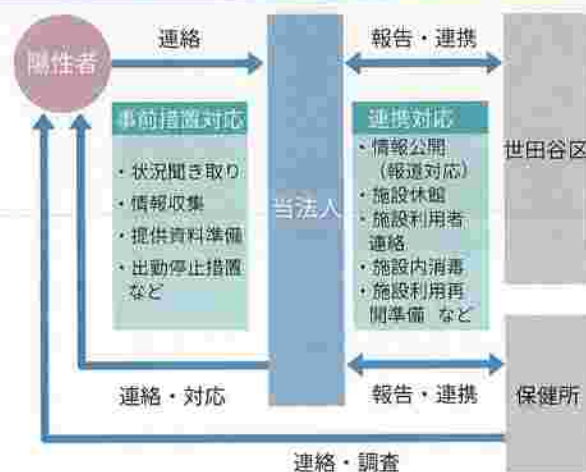 陽性者
連絡
報告・連携
事前措置対応
・状況聞き取り
・情報収集
・提供資料準備
・出勤停止措置
など
当法人
連携対応
・情報公開
(報道対応)
・施設休館
・施設利用者
連絡
・施設内消毒
・施設利用再
開準備 など
世田谷区
連絡・対応
報告・連携
保健所
連絡・調査